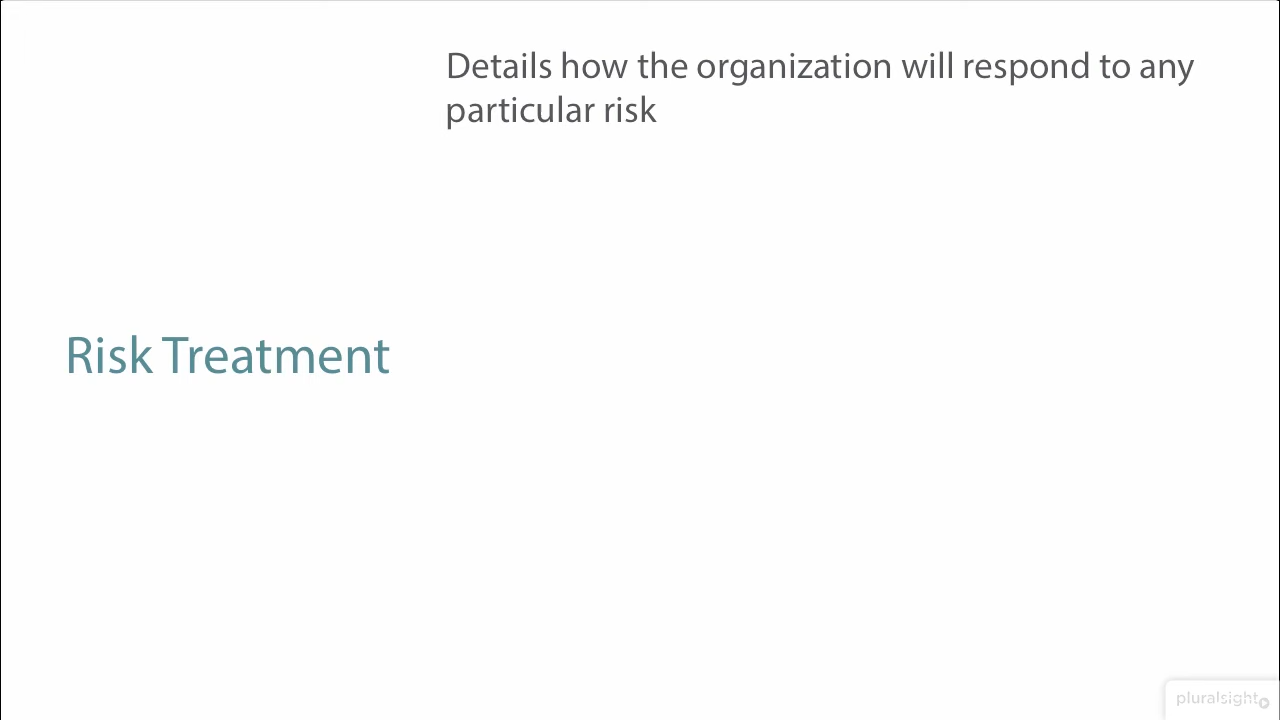 Details how the organization will respond to any
particular risk
Risk Treatment
pluralsight